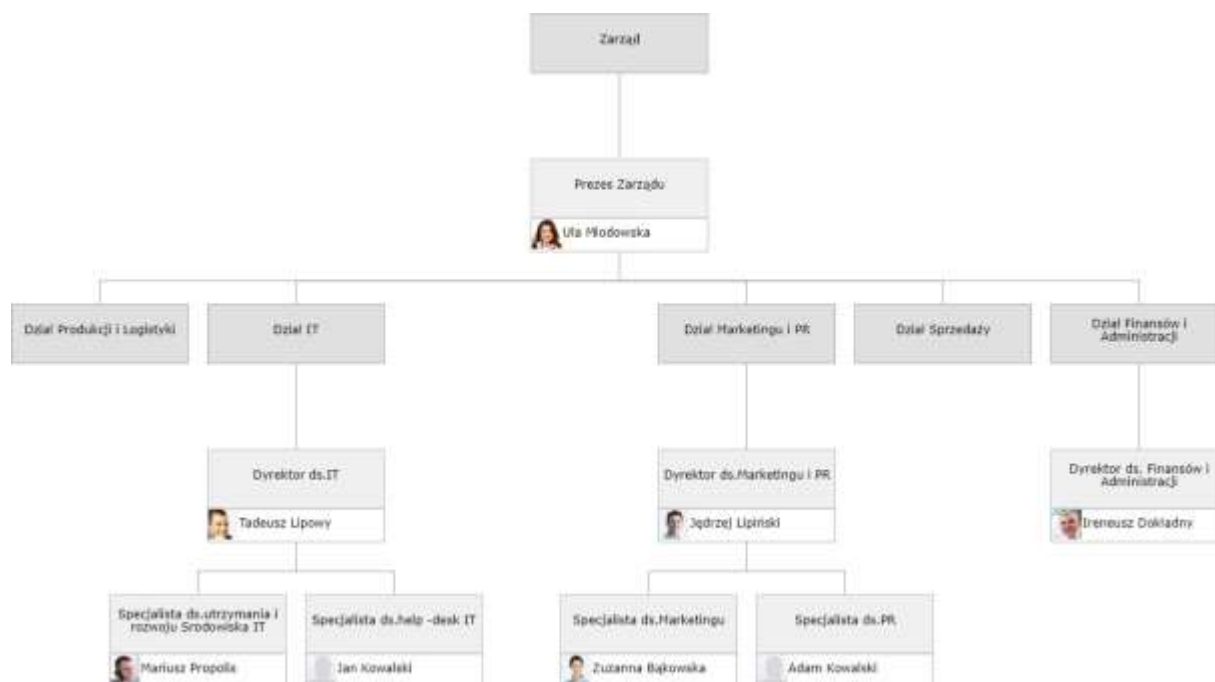 Zarząd
Prezes Zarządu
Ula Miodowska
Dział Produkcji i Logistyki
Dział IT
Dział Marketingu i PR
Dział Sprzedaży
Dział Finansów i
Administracji
Dyrektor ds.IT
Tadeusz Lipowy
Dyrektor ds.Marketingu i PR
Jędrzej Lipiński
Dyrektor ds. Finansów i
Administracji
Ireneusz Dokładny
Specjalista ds.utrzymania i
rozwoju Środowiska IT
Mariusz Propolis
Specjalista ds.help -desk IT
Jan Kowalski
Specjalista ds.Marketingu
Zuzanna Bąkowska
Specjalista ds.PR
Adam Kowalski